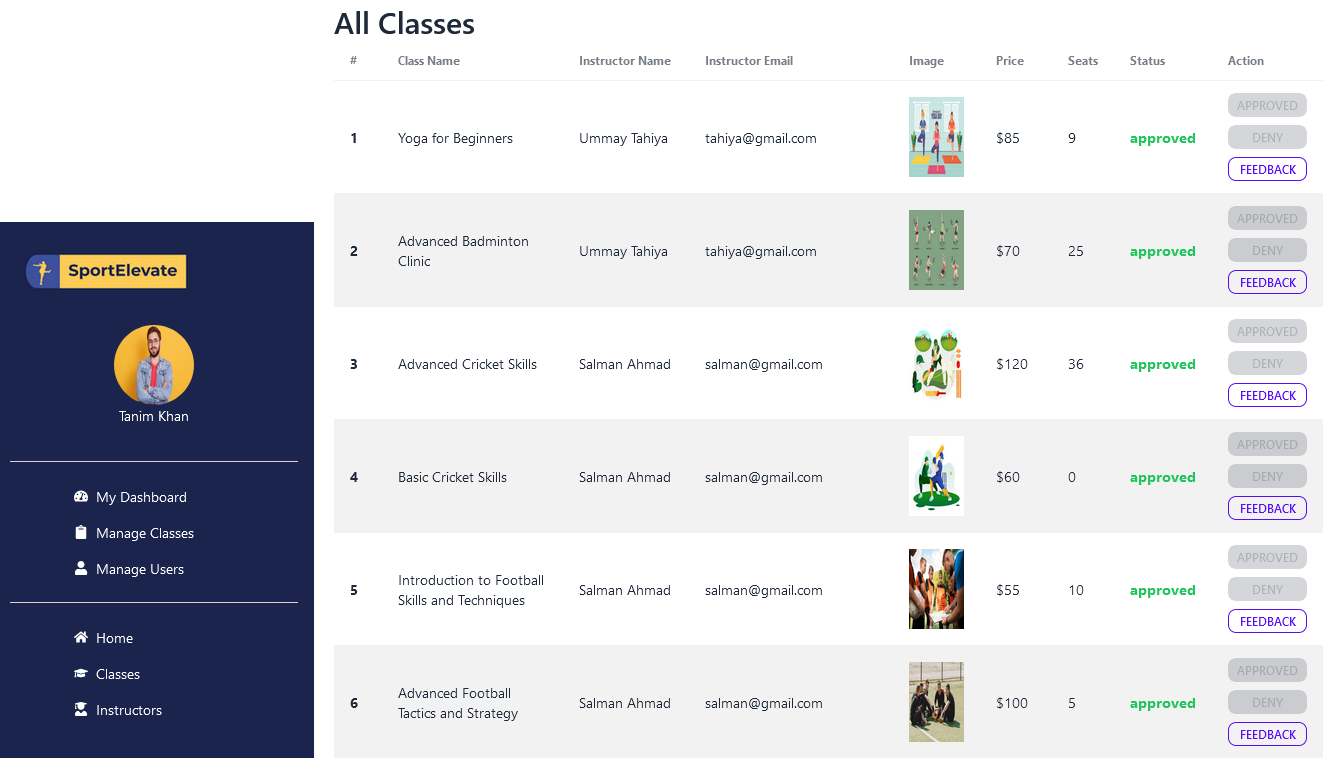 All Classes
# Class Name Instructor Name Instructor Email Image Price Seats Status Action
1 Yoga for Beginners Ummay Tahiya tahiya@gmail.com $85 9 approved APPROVED
DENY
FEEDBACK
2 Advanced Badminton
Clinic Ummay Tahiya tahiya@gmail.com $70 25 approved APPROVED
DENY
FEEDBACK
3 Advanced Cricket Skills Salman Ahmad salman@gmail.com $120 36 approved APPROVED
DENY
FEEDBACK
4 Basic Cricket Skills Salman Ahmad salman@gmail.com $60 0 approved APPROVED
DENY
FEEDBACK
5 Introduction to Football
Skills and Techniques Salman Ahmad salman@gmail.com $55 10 approved APPROVED
DENY
FEEDBACK
6 Advanced Football
Tactics and Strategy Salman Ahmad salman@gmail.com $100 5 approved APPROVED
DENY
FEEDBACK
SportElevate
Tanim Khan
My Dashboard
Manage Classes
Manage Users
Home
Classes
Instructors